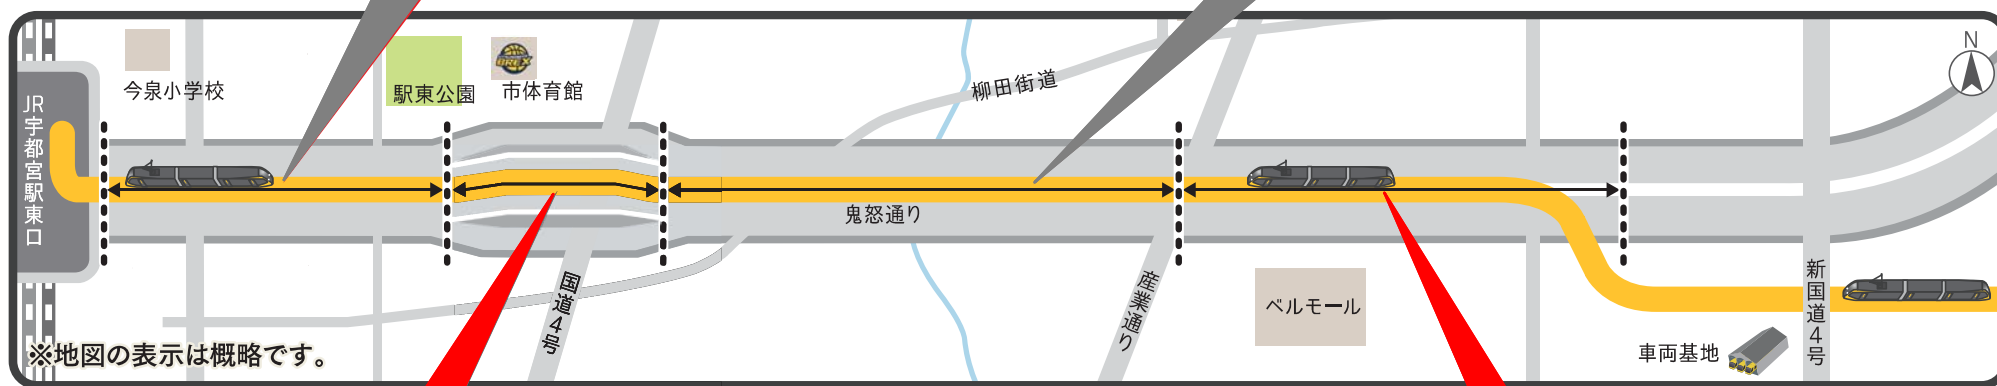 JR宇都宮駅東口
今泉小学校
駅東公園
BREX
市体育館
柳田街道
N
鬼怒通り
国道4号
産業通り
ベルモール
新国道4号
車両基地
※地図の表示は概略です。